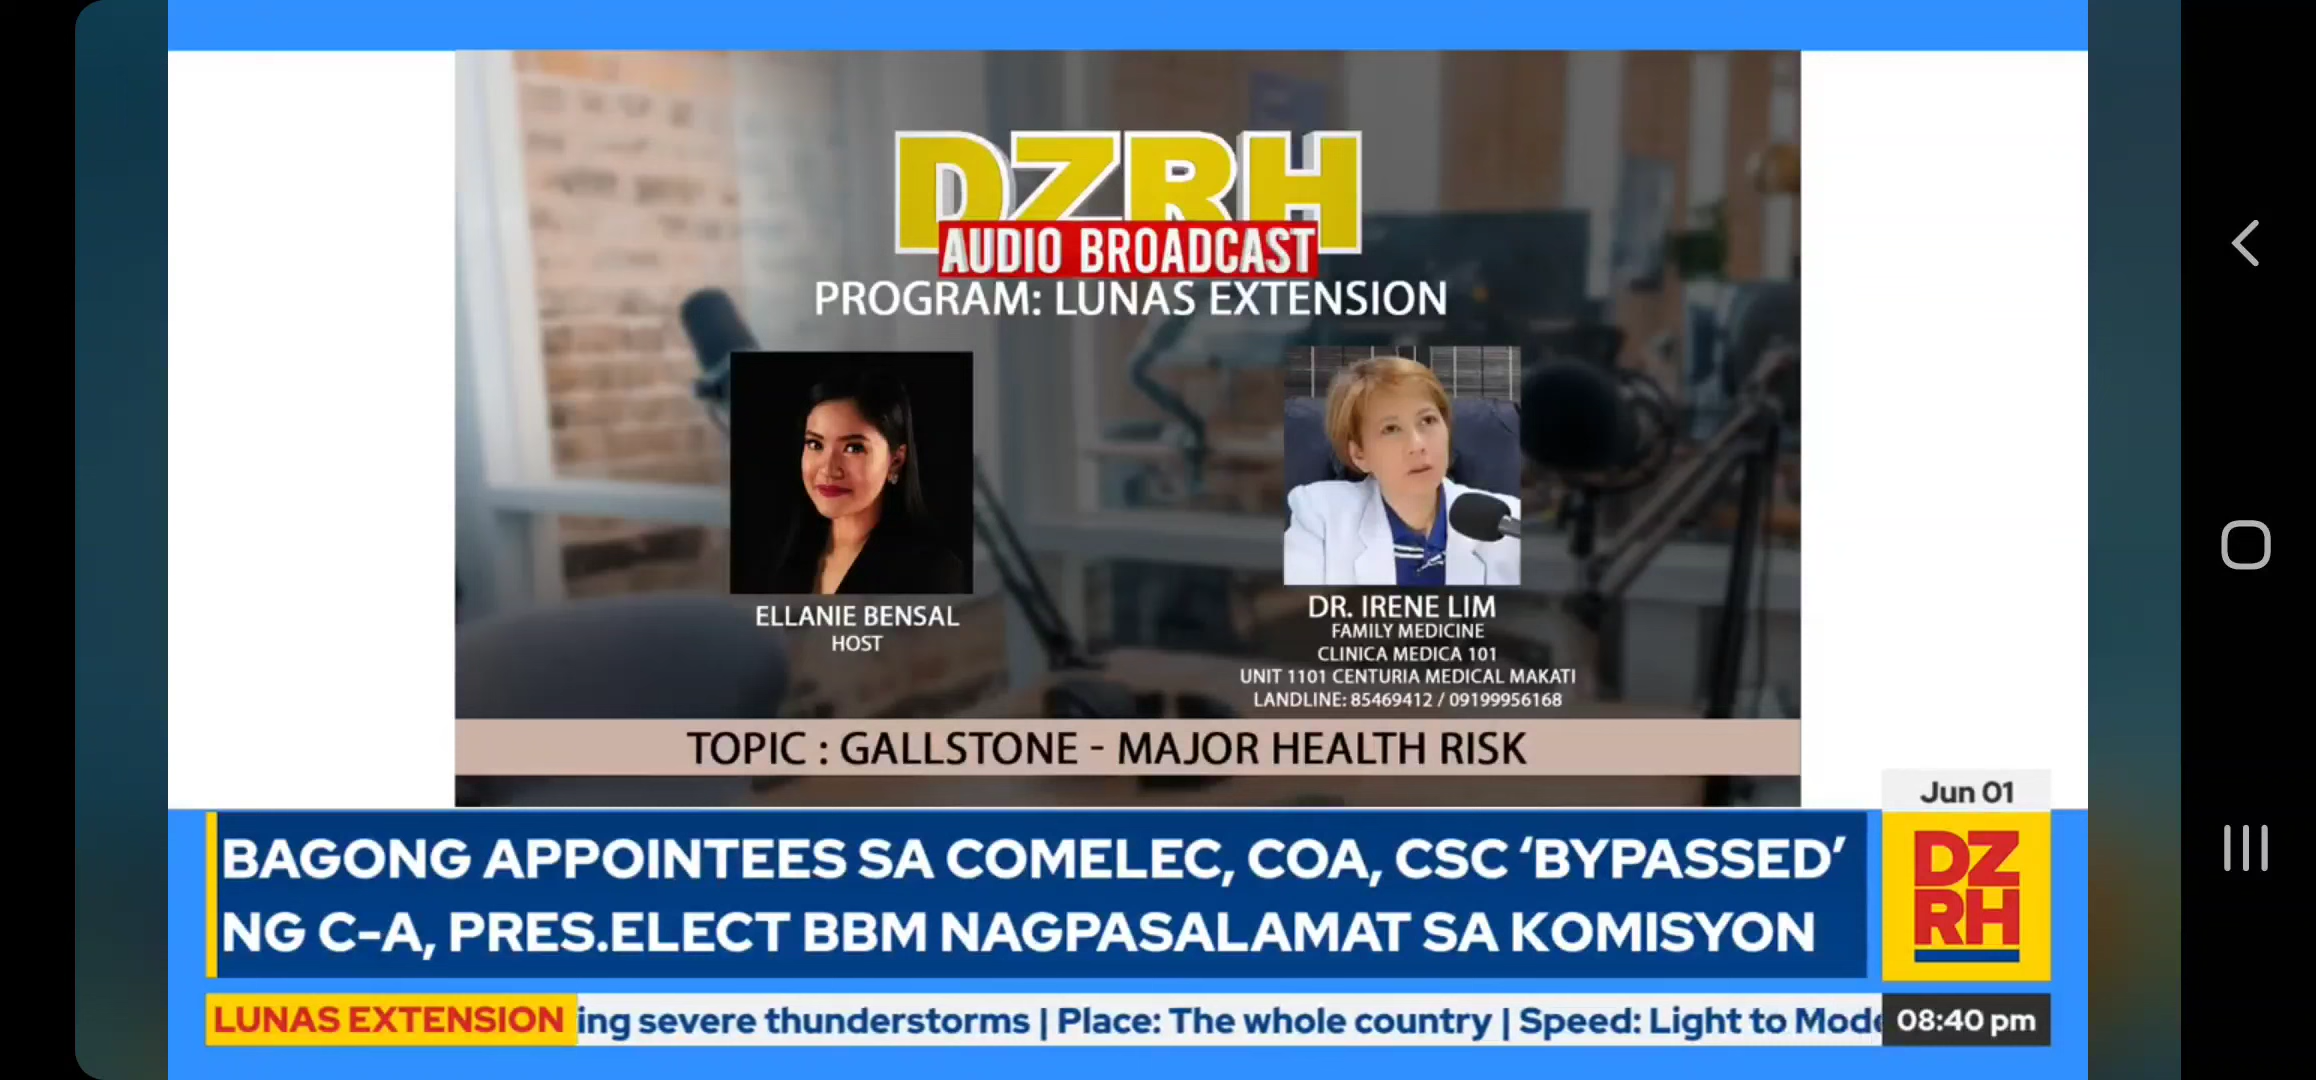 DZRH
AUDIO BROADCAST
PROGRAM: LUNAS EXTENSION
ELLANIE BENSAL
HOST
DR. IRENE LIM
FAMILY MEDICINE
CLINICA MEDICA 101
UNIT 1101 CENTURIA MEDICAL MAKATI
LANDLINE: 85469412 / 09199956168
TOPIC : GALLSTONE - MAJOR HEALTH RISK
Jun 01
BAGONG APPOINTEES SA COMELEC, COA, CSC ‘BYPASSED’
NG C-A, PRES.ELECT BBM NAGPASALAMAT SA KOMISYON
DZ
RH
LUNAS EXTENSION
ing severe thunderstorms | Place: The whole country | Speed: Light to Mod
08:40 pm